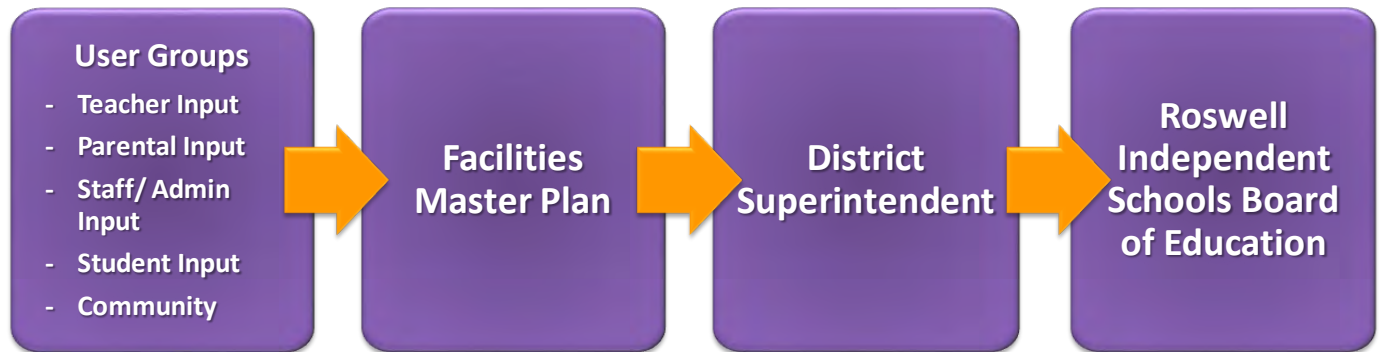 User Groups
- Teacher Input
- Parental Input
- Staff/ Admin
Input
- Student Input
- Community
Facilities
Master Plan
District
Superintendent
Roswell
Independent
Schools Board
of Education